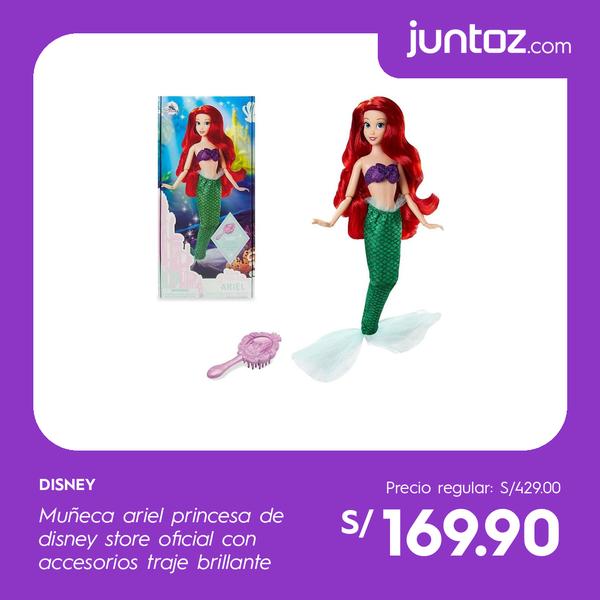 juntoz.com
ARIEL
DISNEY
Muñeca ariel princesa de
disney store oficial con
accesorios traje brillante
Precio regular: S/429.00
S/169.90